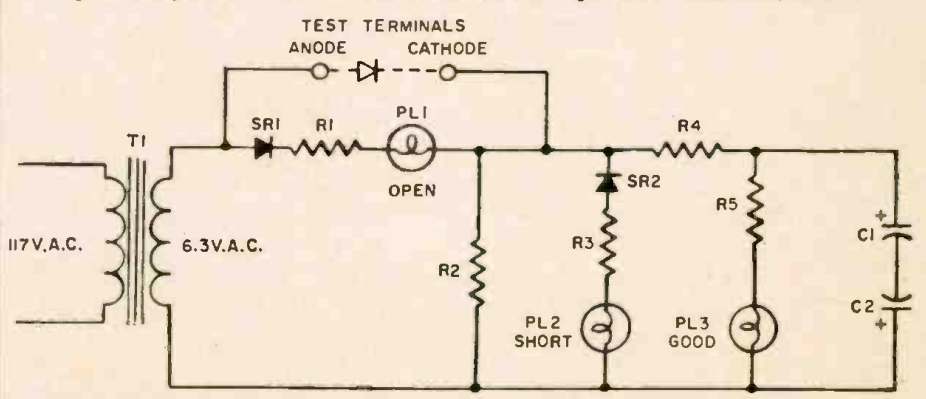 TEST TERMINALS
ANODE CATHODE
SR1 R1 PL1 R4
T1
OPEN
SR2
R5
117V.A.C. 6.3V.A.C. R2 R3 C1
+
PL2 PL3 C2
SHORT GOOD
+